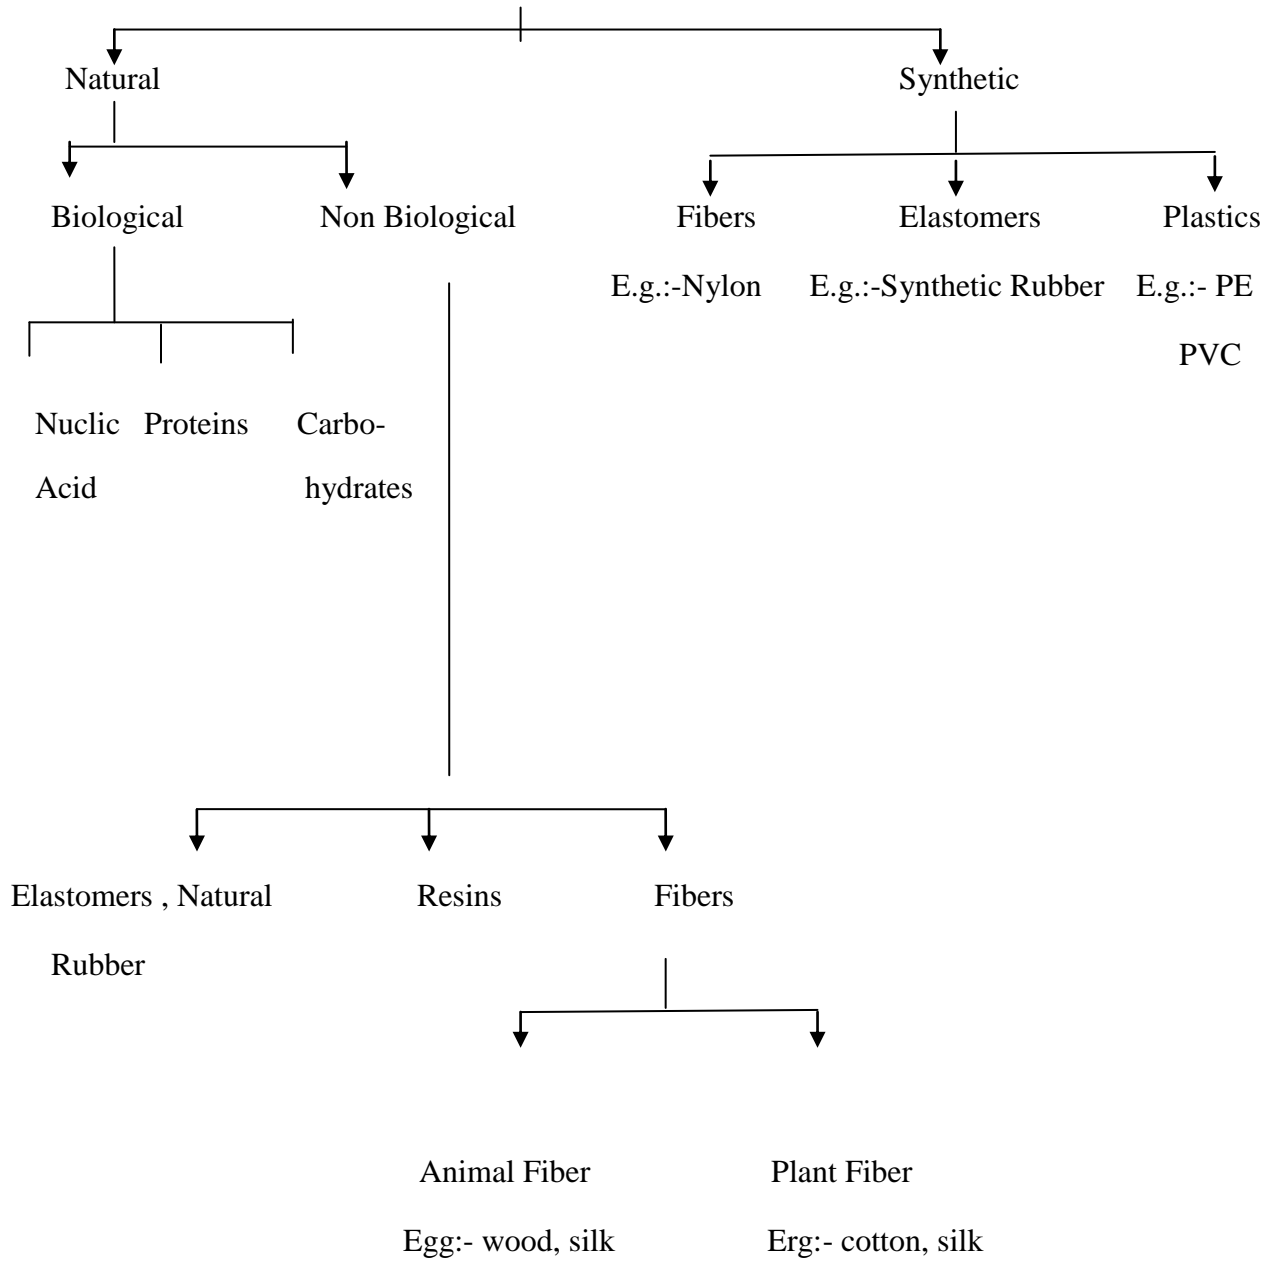 Natural Synthetic
Biological Non Biological Fibers Elastomers Plastics
E.g.:-Nylon E.g.:-Synthetic Rubber E.g.:- PE
PVC
Nuclic Proteins Carbo-
Acid hydrates
Elastomers , Natural Resins Fibers
Rubber
Animal Fiber Plant Fiber
Egg:- wood, silk Erg:- cotton, silk